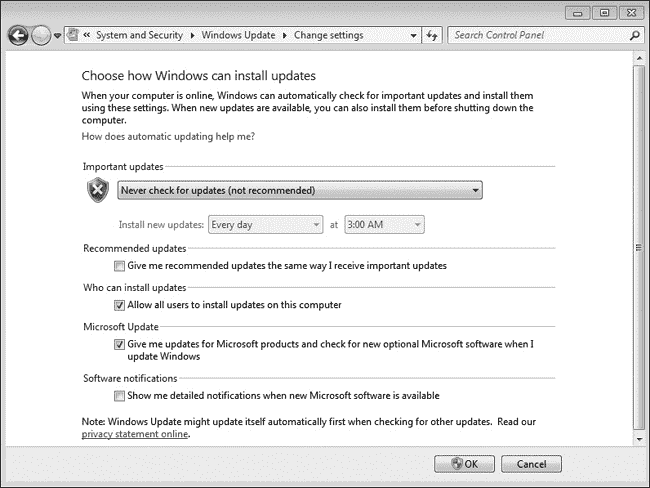 « System and Security ▸ Windows Update ▸ Change settings
Search Control Panel
Choose how Windows can install updates
When your computer is online, Windows can automatically check for important updates and install them
using these settings. When new updates are available, you can also install them before shutting down the
computer.
How does automatic updating help me?
Important updates
Never check for updates (not recommended)
Install new updates: Every day at 3:00 AM
Recommended updates
Give me recommended updates the same way I receive important updates
Who can install updates
Allow all users to install updates on this computer
Microsoft Update
Give me updates for Microsoft products and check for new optional Microsoft software when I
update Windows
Software notifications
Show me detailed notifications when new Microsoft software is available
Note: Windows Update might update itself automatically first when checking for other updates. Read our
privacy statement online.
OK Cancel